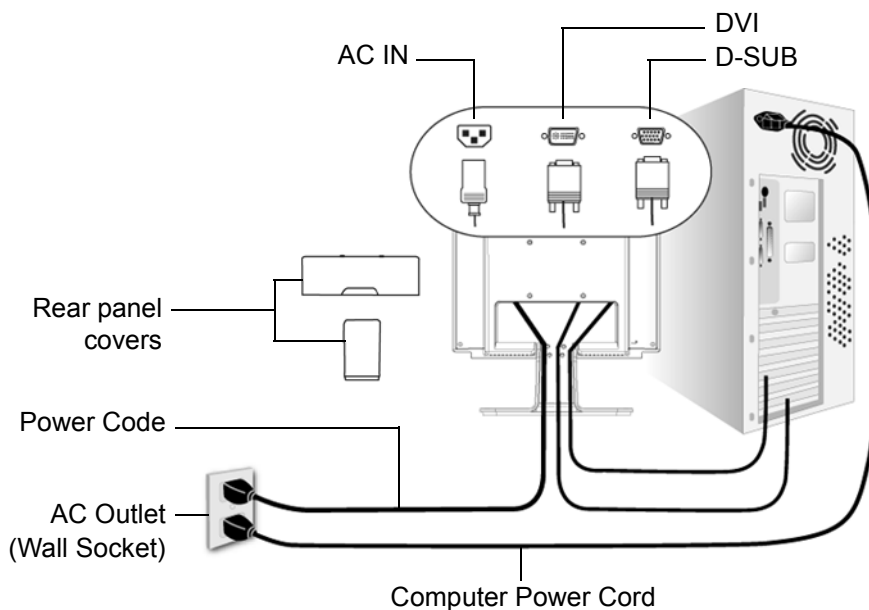 DVI
AC IN
D-SUB
Rear panel
covers
Power Code
AC Outlet
(Wall Socket)
Computer Power Cord